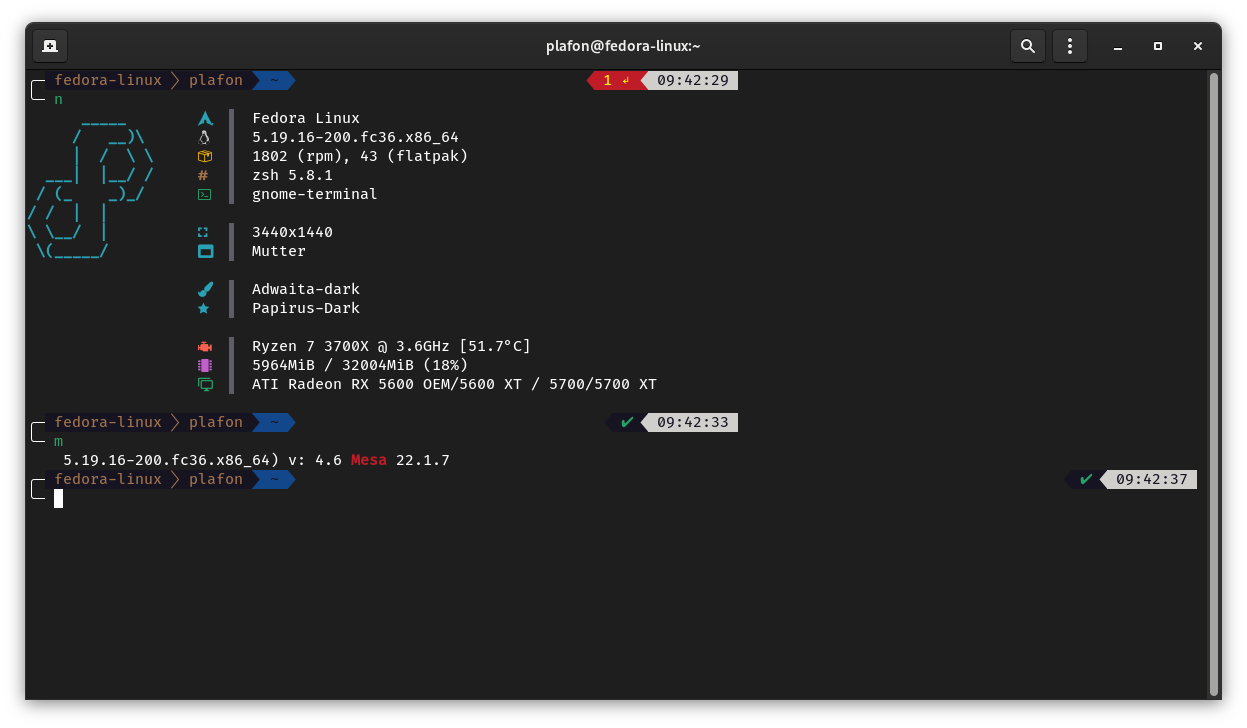 plafon@fedora-linux:~
fedora-linux plafon ~ 1 ↲ 09:42:29
n
Fedora Linux
5.19.16-200.fc36.x86_64
1802 (rpm), 43 (flatpak)
# zsh 5.8.1
gnome-terminal
3440x1440
Mutter
Adwaita-dark
Papirus-Dark
Ryzen 7 3700X @ 3.6GHz [51.7°C]
5964MiB / 32004MiB (18%)
ATI Radeon RX 5600 OEM/5600 XT / 5700/5700 XT
fedora-linux plafon ~ ✔ 09:42:33
m
5.19.16-200.fc36.x86_64) v: 4.6 Mesa 22.1.7
fedora-linux plafon ~ ✔ 09:42:37